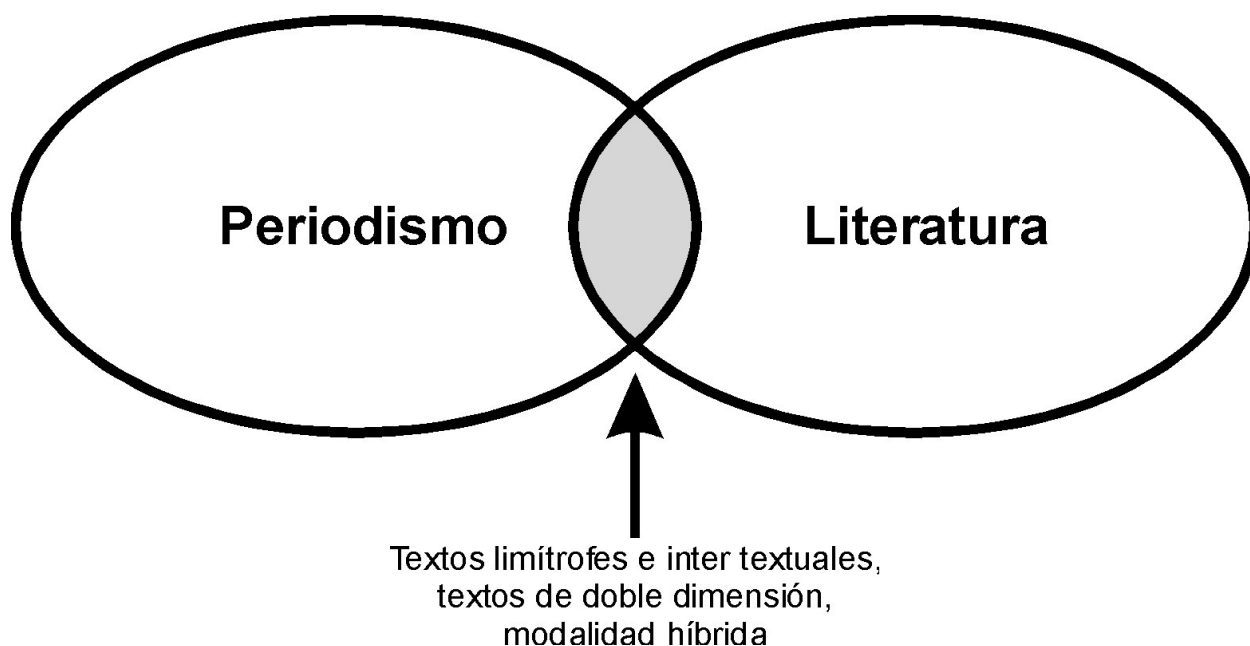 Periodismo
Literatura
Textos limítrofes e inter textuales,
textos de doble dimensión,
modalidad híbrida